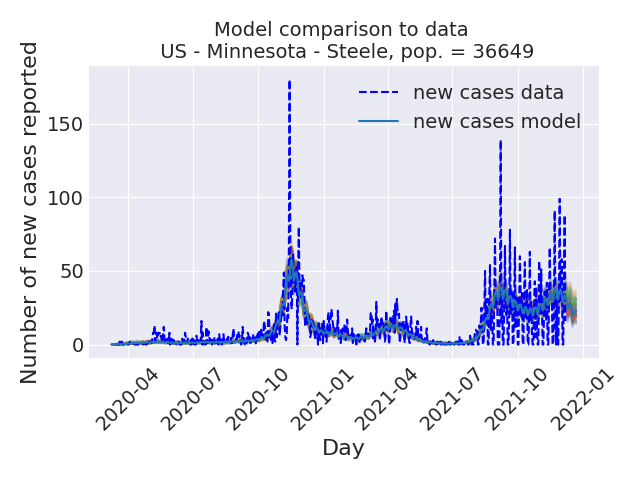 Model comparison to data
US - Minnesota - Steele, pop. = 36649
Number of new cases reported
150
100
50
0
new cases data
new cases model
2020-04
2020-07
2020-10
2021-01
2021-04
2021-07
2021-10
2022-01
Day